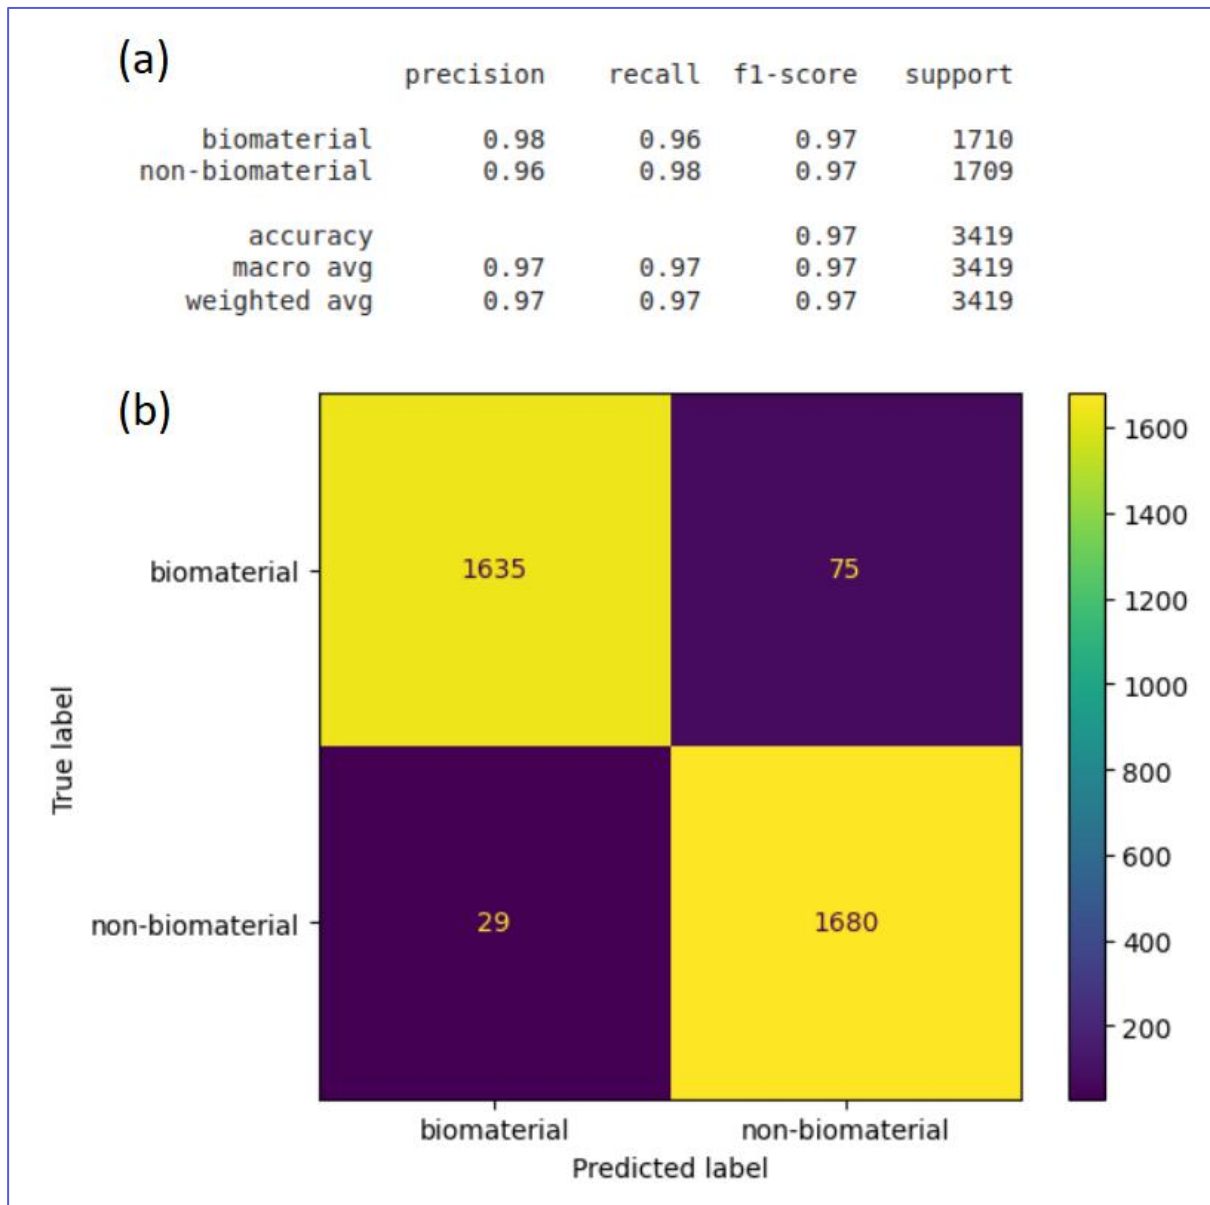 (a)
precision recall f1-score support
biomaterial 0.98 0.96 0.97 1710
non-biomaterial 0.96 0.98 0.97 1709
accuracy 0.97 3419
macro avg 0.97 0.97 0.97 3419
weighted avg 0.97 0.97 0.97 3419
(b)
True label
biomaterial
non-biomaterial
1635 75
29 1680
biomaterial non-biomaterial
Predicted label
1600
1400
1200
1000
800
600
400
200